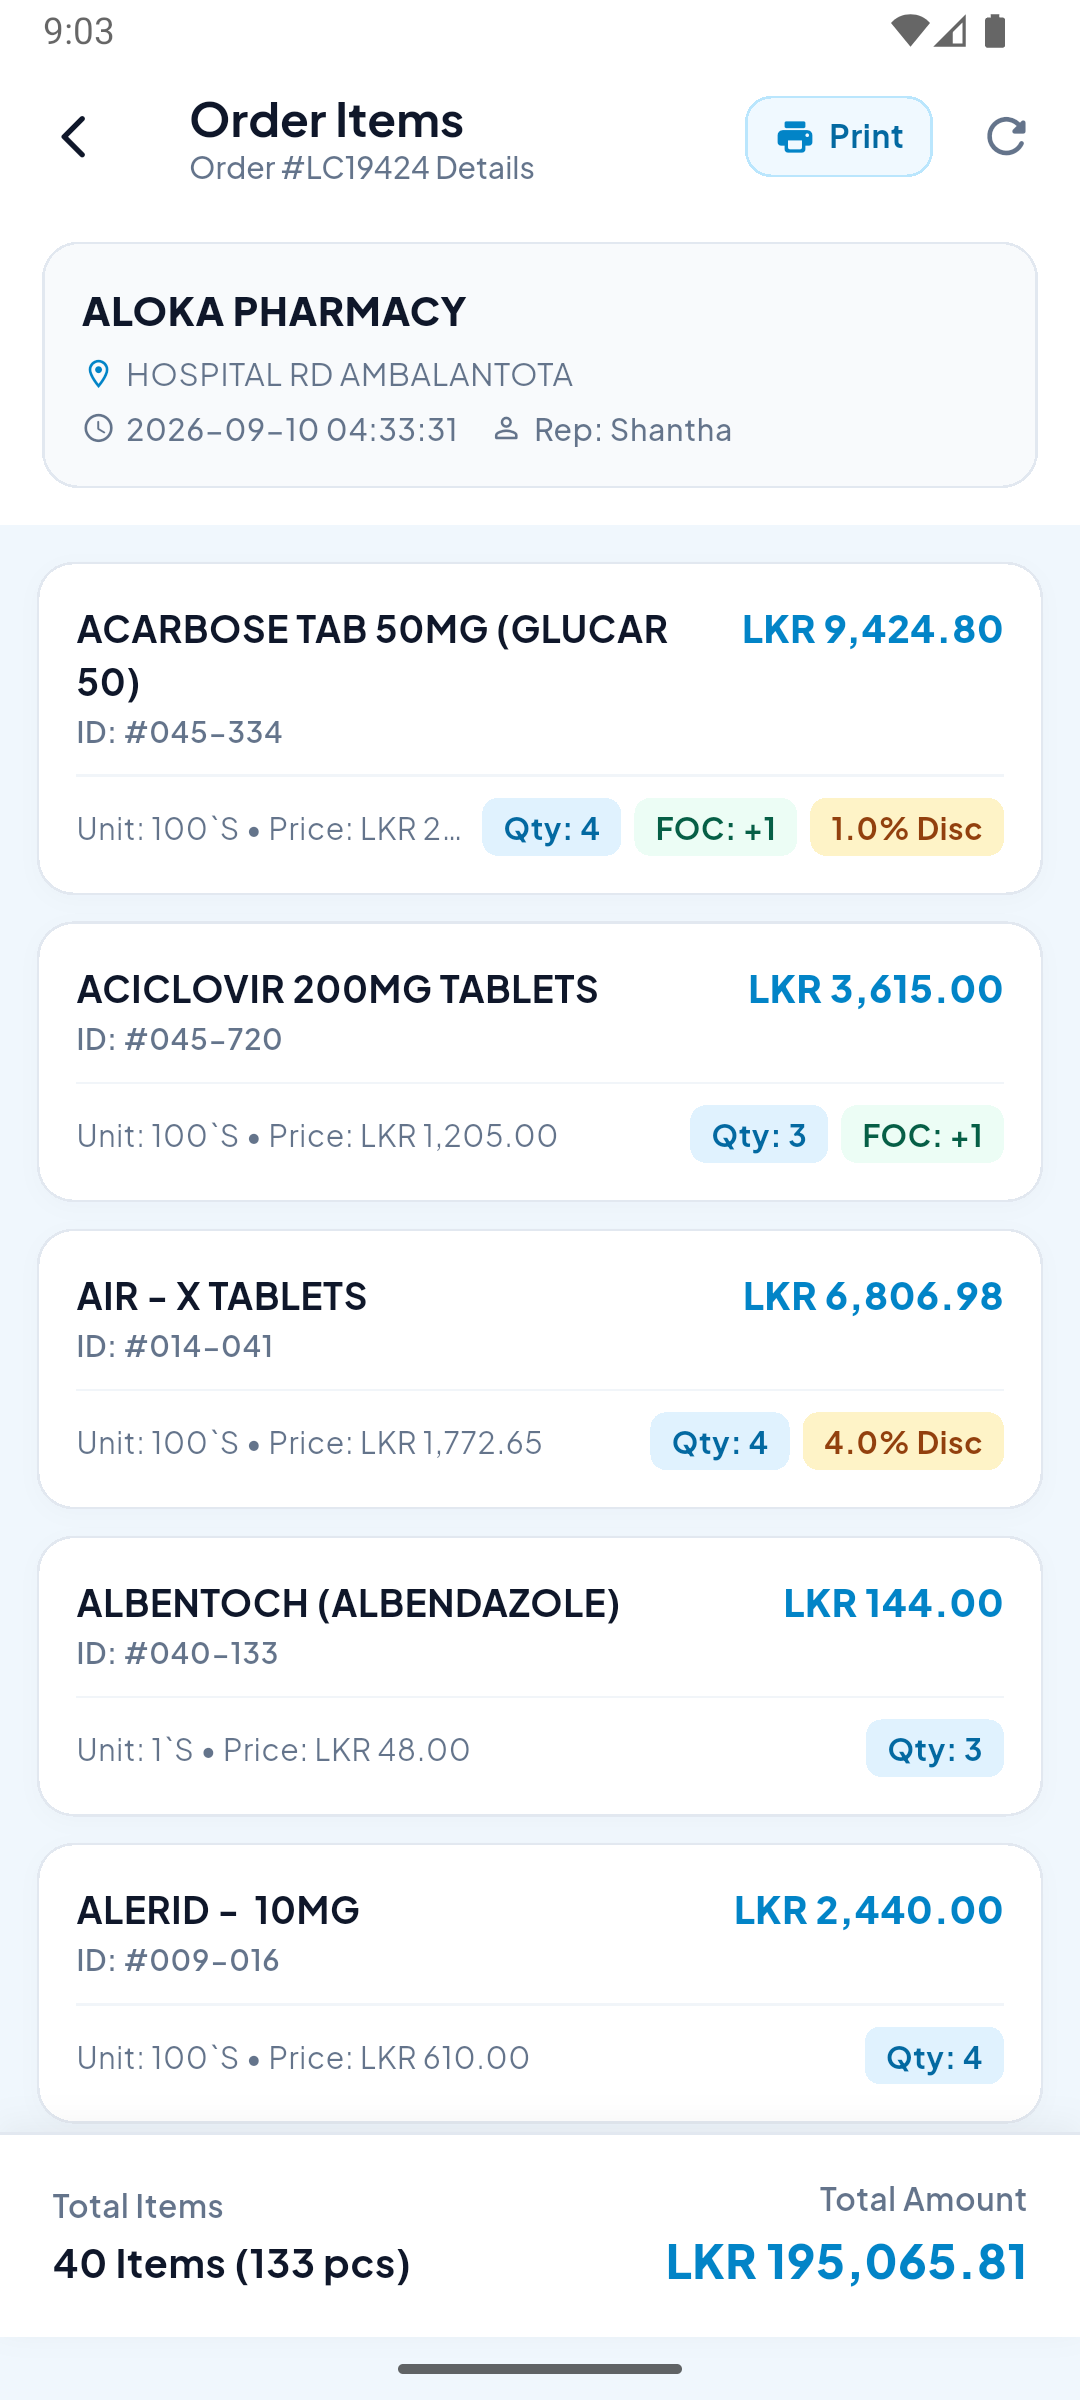 9:03
Order Items
Order #LC19424 Details
Print
ALOKA PHARMACY
HOSPITAL RD AMBALANTOTA
2026-09-10 04:33:31 Rep: Shantha
ACARBOSE TAB 50MG (GLUCAR 50)
LKR 9,424.80
ID: #045-334
Unit: 100`S • Price: LKR 2... Qty: 4 FOC: +1 1.0% Disc
ACICLOVIR 200MG TABLETS LKR 3,615.00
ID: #045-720
Unit: 100`S • Price: LKR 1,205.00 Qty: 3 FOC: +1
AIR - X TABLETS LKR 6,806.98
ID: #014-041
Unit: 100`S • Price: LKR 1,772.65 Qty: 4 4.0% Disc
ALBENTOCH (ALBENDAZOLE) LKR 144.00
ID: #040-133
Unit: 1`S • Price: LKR 48.00 Qty: 3
ALERID -  10MG LKR 2,440.00
ID: #009-016
Unit: 100`S • Price: LKR 610.00 Qty: 4
Total Items
40 Items (133 pcs)
Total Amount
LKR 195,065.81